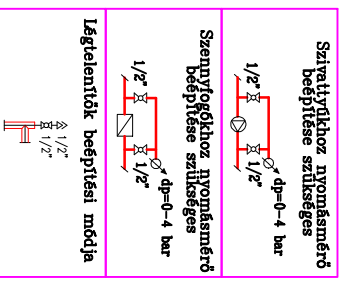 Szivattyúkhoz nyomásmérő
beépítése szükséges
1/2"
1/2"
dp=0-4 bar
Szennyfogókhoz nyomásmérő
beépítése szükséges
1/2"
1/2"
dp=0-4 bar
Légtelenítők beépítési módja
1/2"
1/2"